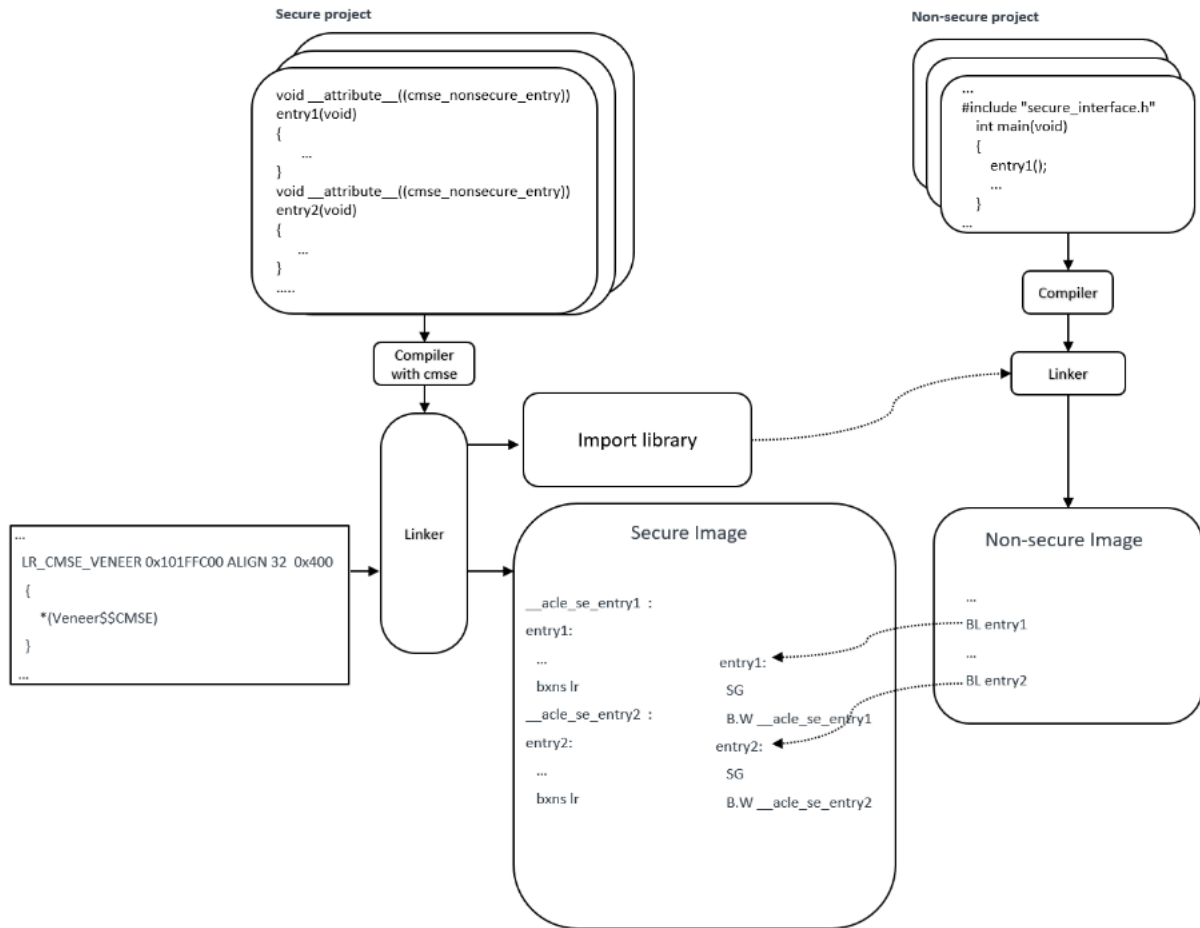 Secure project
void __attribute__((cmse_nonsecure_entry))
entry1(void)
{
...
}
void __attribute__((cmse_nonsecure_entry))
entry2(void)
{
...
}
.....
Compiler
with cmse
Linker
...
LR_CMSE_VENEER 0x101FFC00 ALIGN 32 0x400
{
*(Veneer$$CMSE)
}
...
Import library
Secure Image
__acle_se_entry1 :
entry1:
...
bxns lr
__acle_se_entry2 :
entry2:
...
bxns lr
entry1:
SG
B.W __acle_se_entry1
entry2:
SG
B.W __acle_se_entry2
Non-secure project
...
#include "secure_interface.h"
int main(void)
{
entry1();
...
}
...
Compiler
Linker
Non-secure Image
...
BL entry1
...
BL entry2